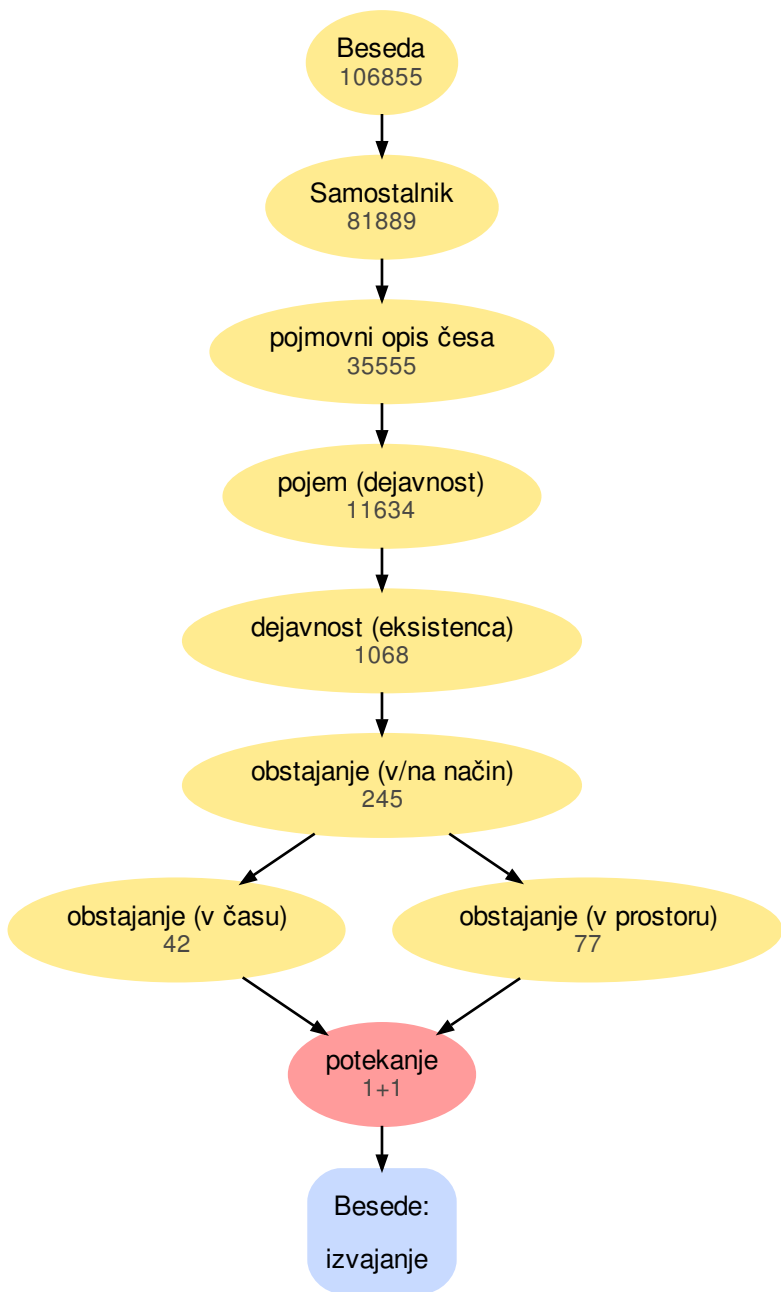 Beseda
106855
Samostalnik
81889
pojmovni opis česa
35555
pojem (dejavnost)
11634
dejavnost (eksistenca)
1068
obstajanje (v/na način)
245
obstajanje (v času)
42
obstajanje (v prostoru)
77
potekanje
1+1
Besede:
izvajanje